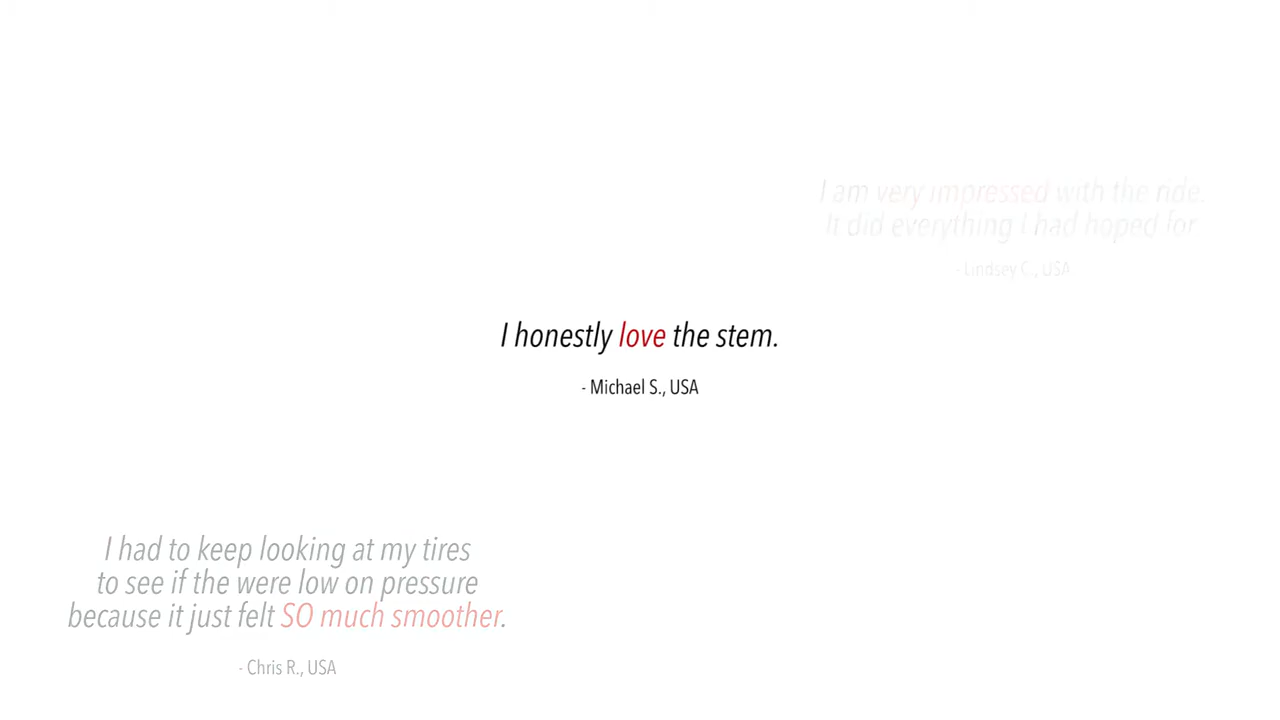 I am very impressed with the ride.
It did everything I had hoped for
- Lindsey C., USA
I honestly love the stem.
- Michael S., USA
I had to keep looking at my tires
to see if the were low on pressure
because it just felt SO much smoother.
- Chris R., USA